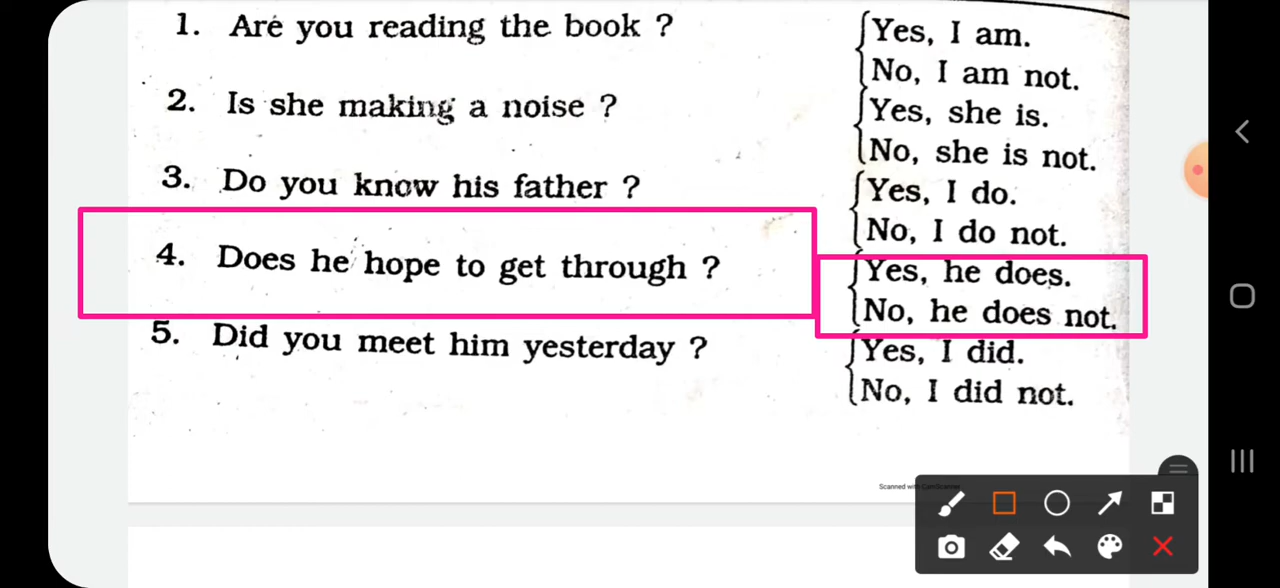 1. Are you reading the book ?
Yes, I am.
No, I am not.
2. Is she making a noise ?
Yes, she is.
No, she is not.
3. Do you know his father ?
Yes, I do.
No, I do not.
4. Does he hope to get through ?
Yes, he does.
No, he does not.
5. Did you meet him yesterday ?
Yes, I did.
No, I did not.
Scanned with CamScanner